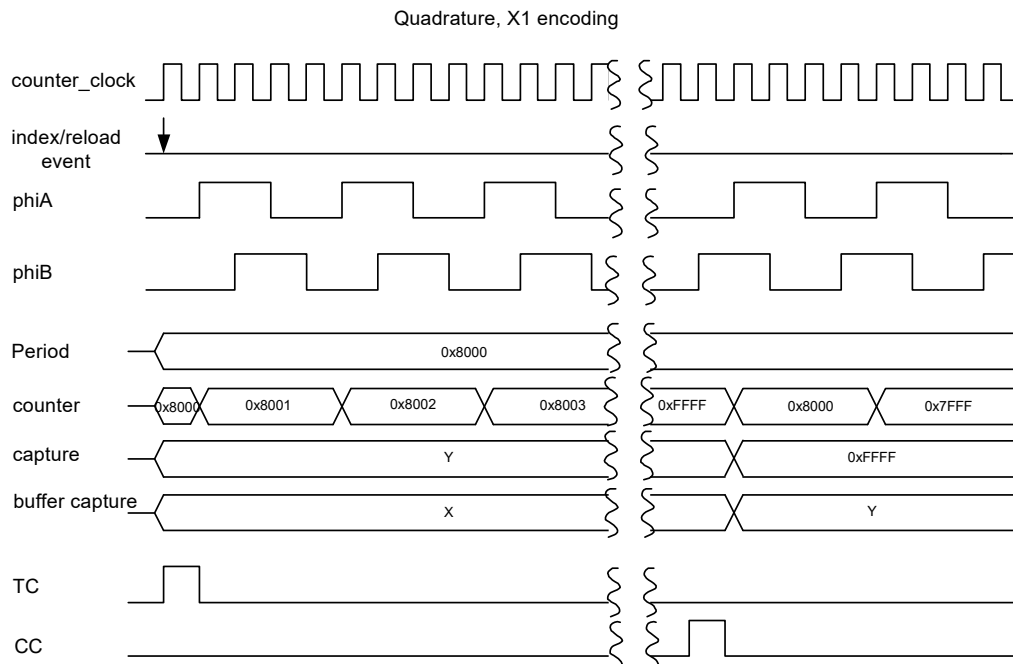 Quadrature, X1 encoding
counter_clock
index/reload
event
phiA
phiB
Period
0x8000
counter
0x8000
0x8001
0x8002
0x8003
0xFFFF
0x8000
0x7FFF
capture
Y
0xFFFF
buffer capture
X
Y
TC
CC